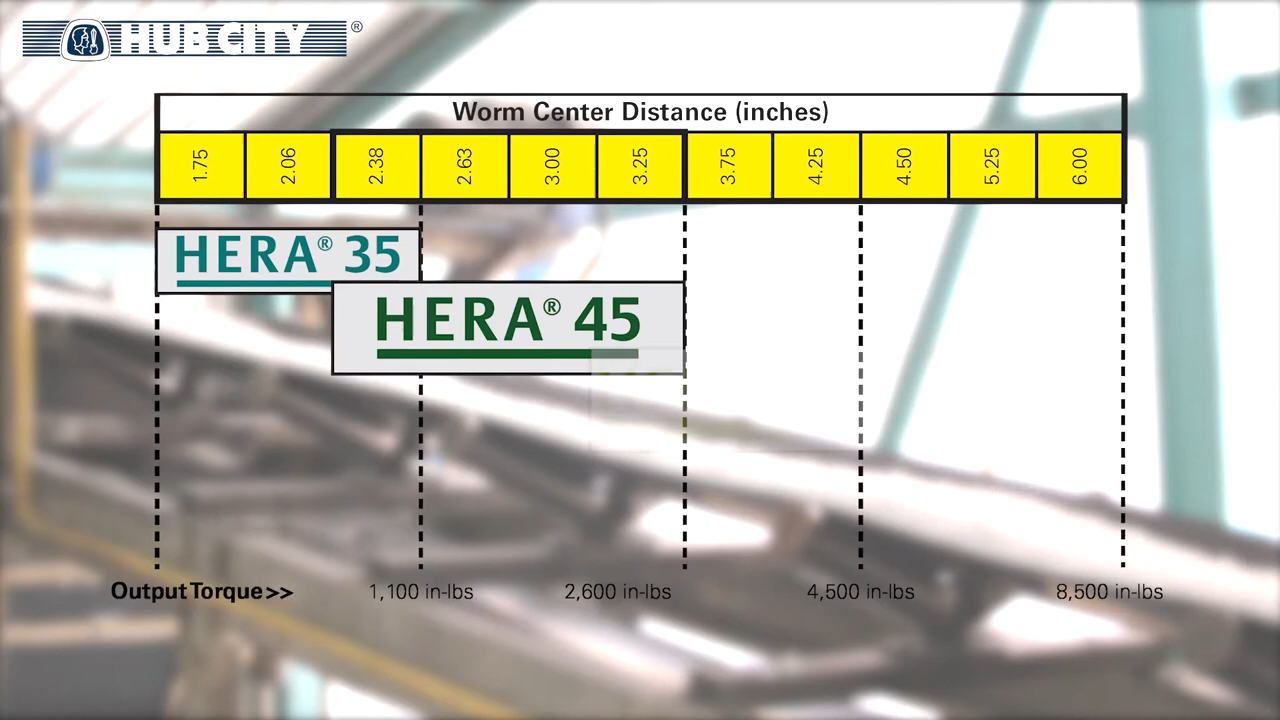 HUB CITY®
Worm Center Distance (inches)
1.75 2.06 2.38 2.63 3.00 3.25 3.75 4.25 4.50 5.25 6.00
HERA® 35
HERA® 45
Output Torque>> 1,100 in-lbs 2,600 in-lbs 4,500 in-lbs 8,500 in-lbs